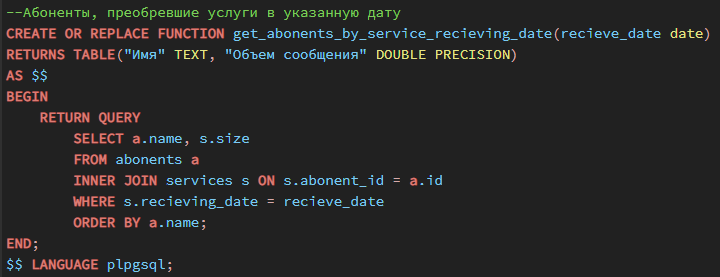 --Абоненты, преобревшие услуги в указанную дату
CREATE OR REPLACE FUNCTION get_abonents_by_service_recieving_date(recieve_date date)
RETURNS TABLE("Имя" TEXT, "Объем сообщения" DOUBLE PRECISION)
AS $$
BEGIN
    RETURN QUERY
        SELECT a.name, s.size
        FROM abonents a
        INNER JOIN services s ON s.abonent_id = a.id
        WHERE s.recieving_date = recieve_date
        ORDER BY a.name;
END;
$$ LANGUAGE plpgsql;